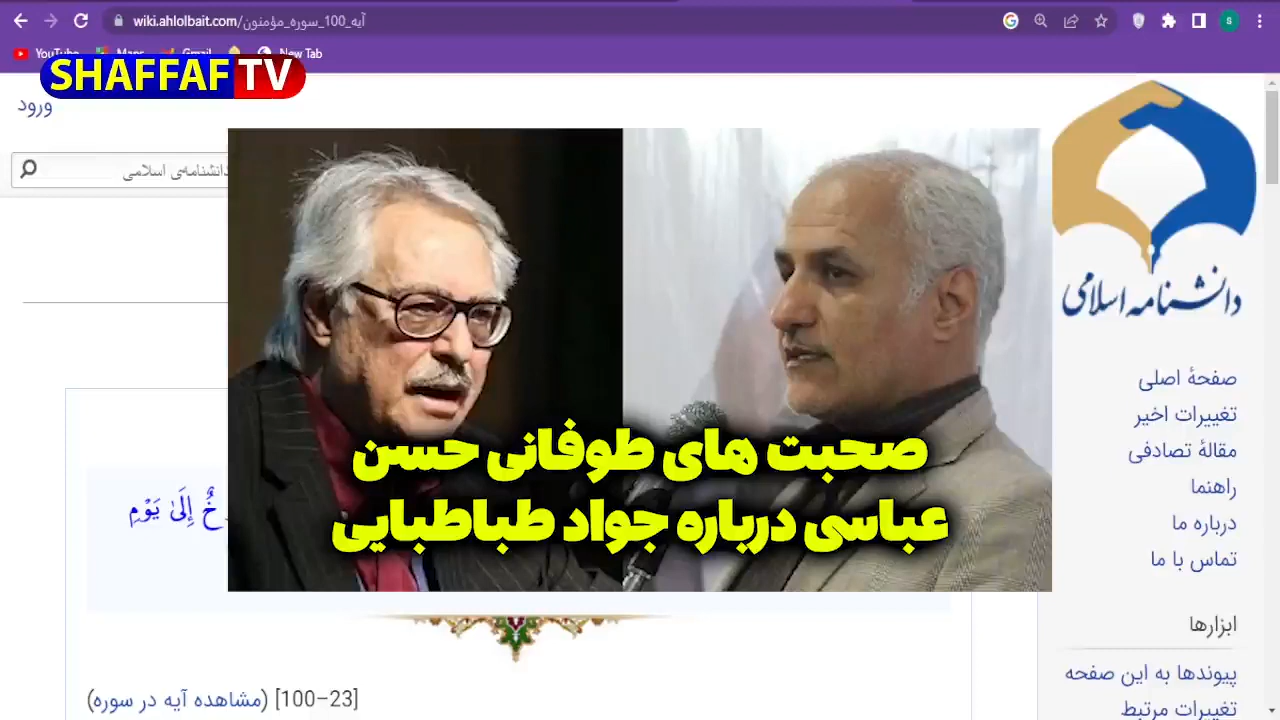 wiki.ahlolbait.com/آیه_100_سوره_مؤمنون
YouTube Maps Gmail New Tab
SHAFFAF TV
ورود
دانشنامه‌ی اسلامی
دانشنامه اسلامی
صفحهٔ اصلی
تغییرات اخیر
مقالهٔ تصادفی
راهنما
درباره ما
تماس با ما
ابزارها
پیوندها به این صفحه
تغییرات مرتبط
صحبت های طوفانی حسن
عباسی درباره جواد طباطبایی
إِلَىٰ يَوْمِ
[23–100] (مشاهده آیه در سوره)
S